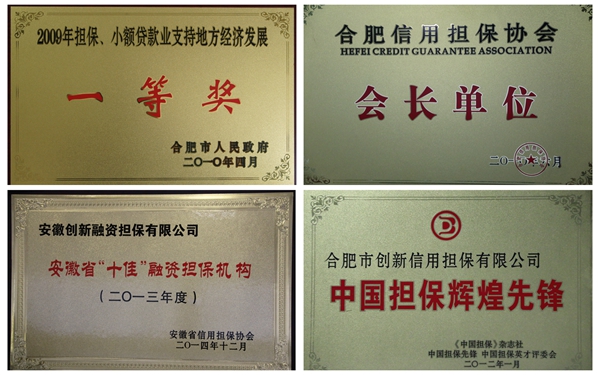 2009年担保、小额贷款业支持地方经济发展
一等奖
合肥市人民政府
二〇一〇年四月
合肥信用担保协会
HEFEI CREDIT GUARANTEE ASSOCIATION
会长单位
安徽创新融资担保有限公司
安徽省“十佳”融资担保机构
(二〇一三年度)
安徽省信用担保协会
二〇一四年十二月
合肥市创新信用担保有限公司
中国担保辉煌先锋
《中国担保》杂志社
中国担保先锋 中国担保英才评委会
二〇一二年一月